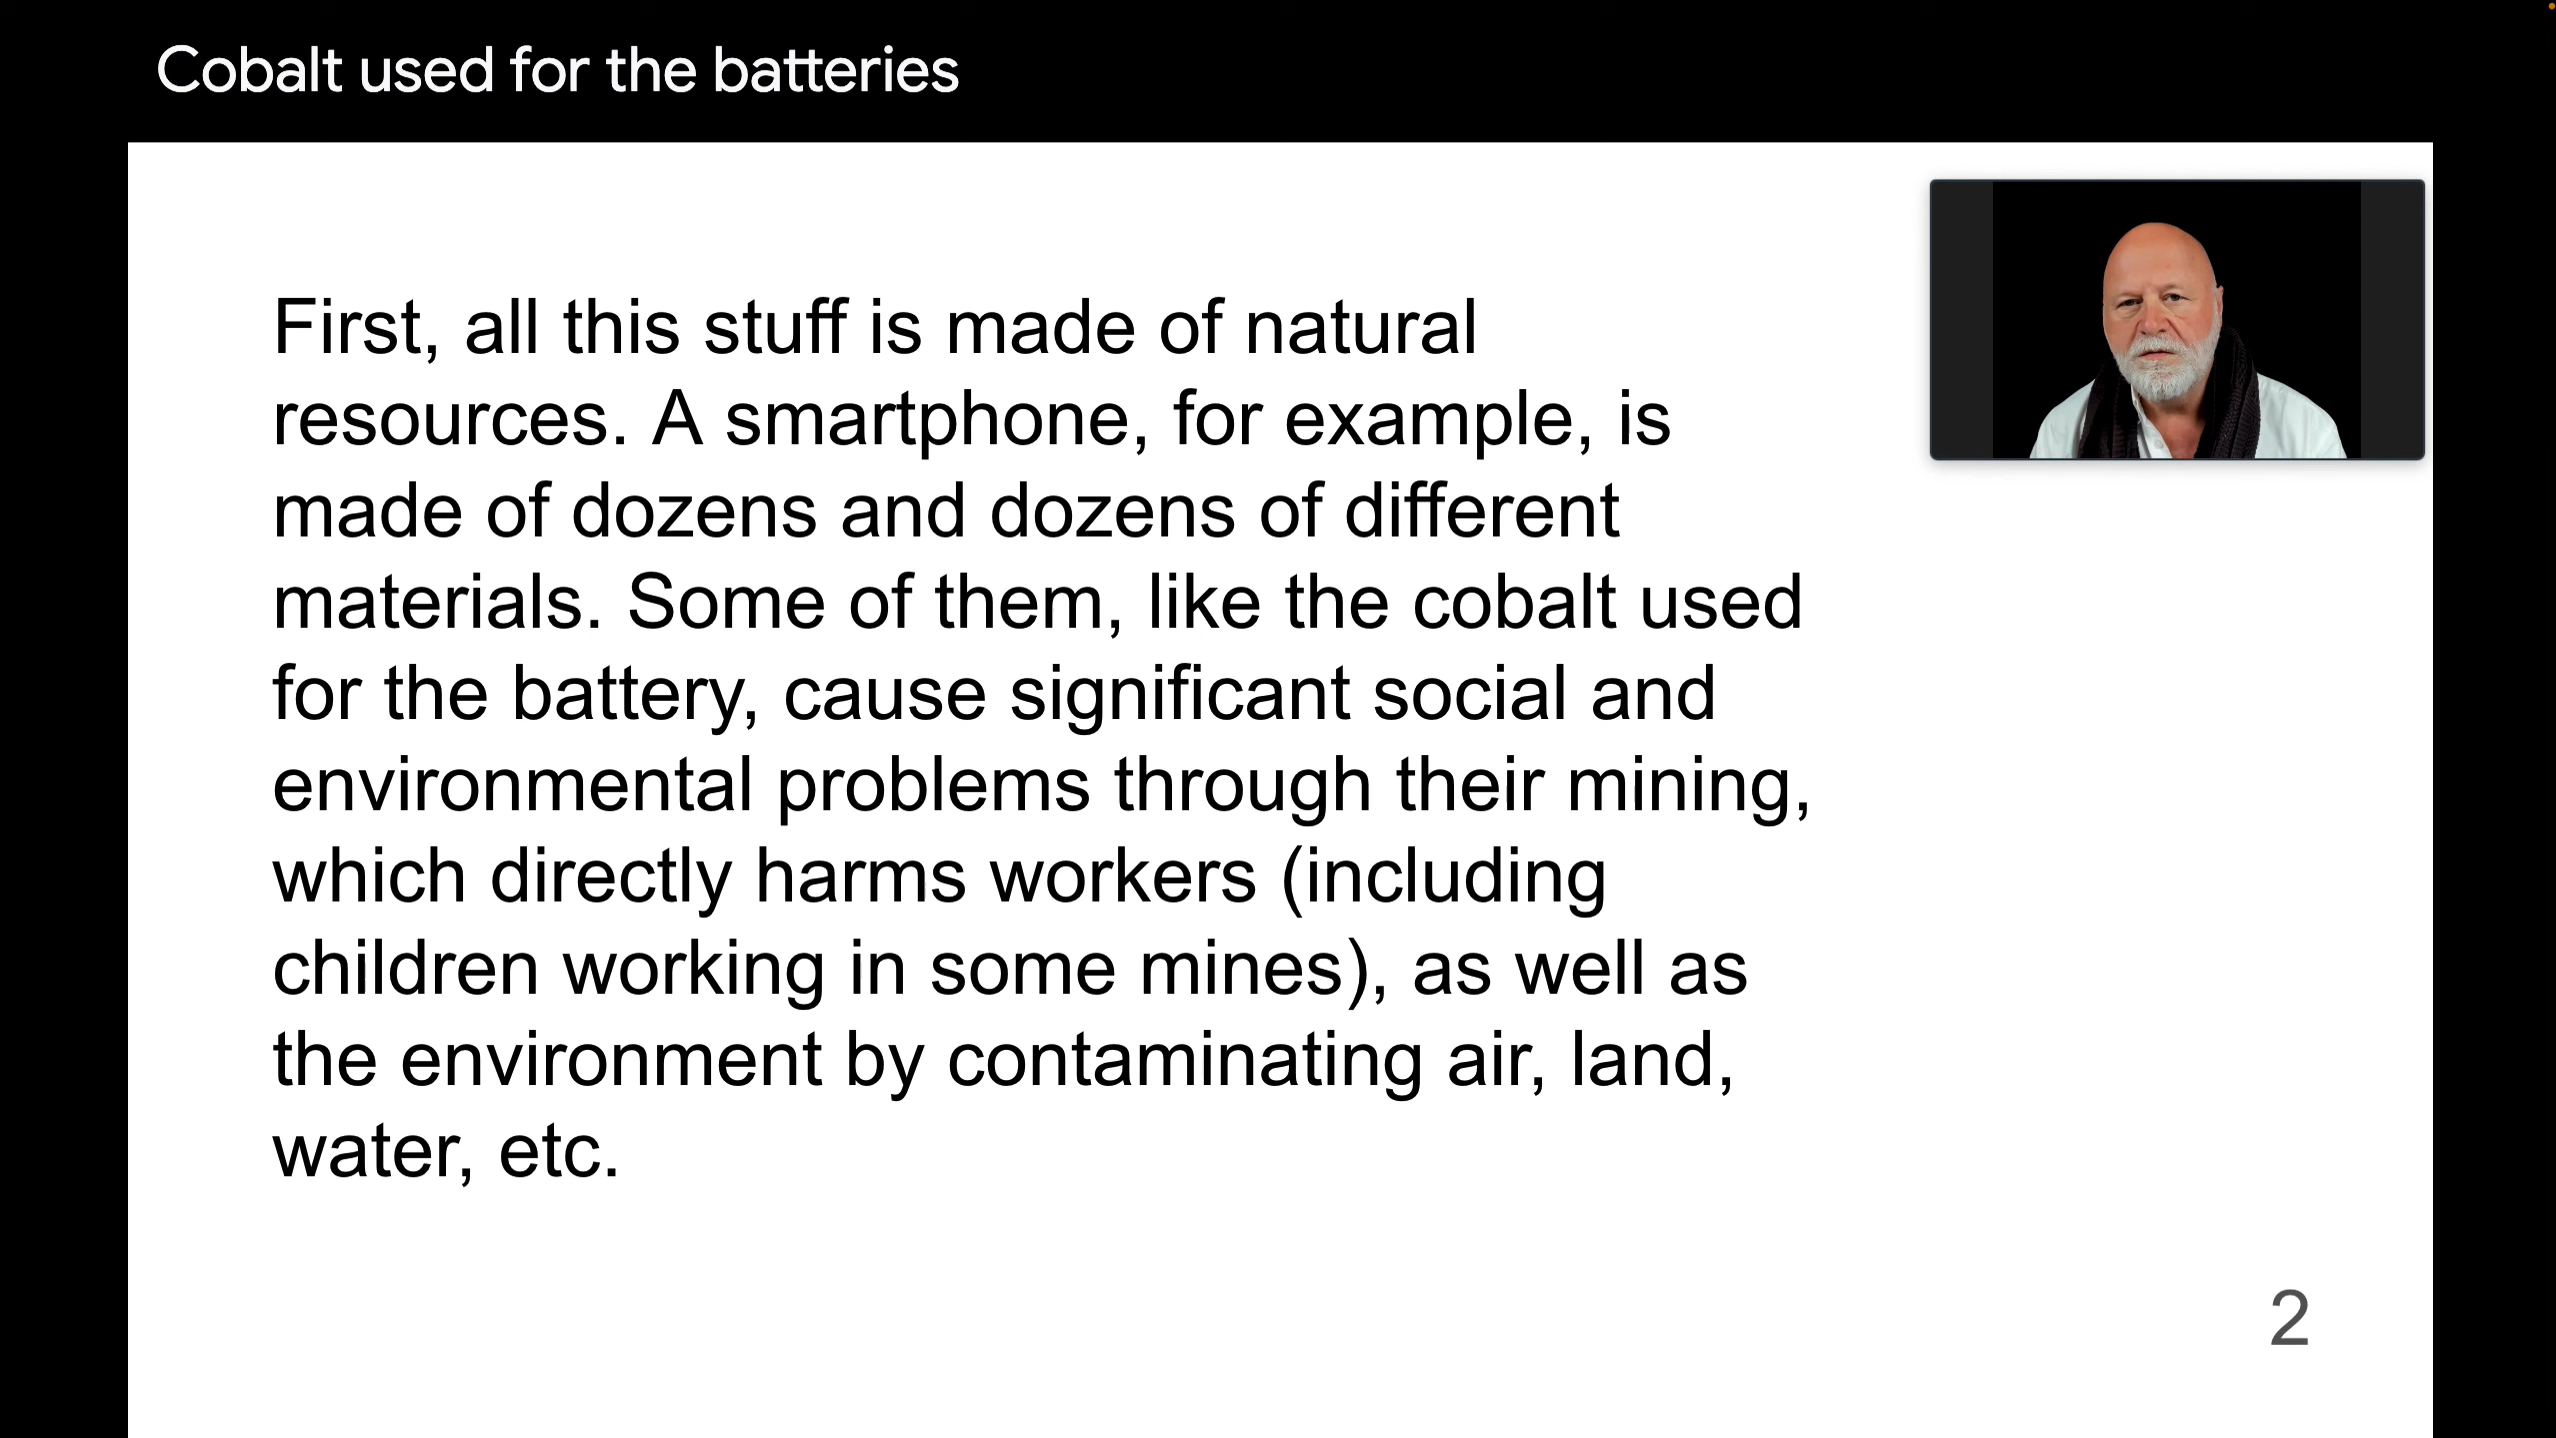 Cobalt used for the batteries
First, all this stuff is made of natural
resources. A smartphone, for example, is
made of dozens and dozens of different
materials. Some of them, like the cobalt used
for the battery, cause significant social and
environmental problems through their mining,
which directly harms workers (including
children working in some mines), as well as
the environment by contaminating air, land,
water, etc.
2